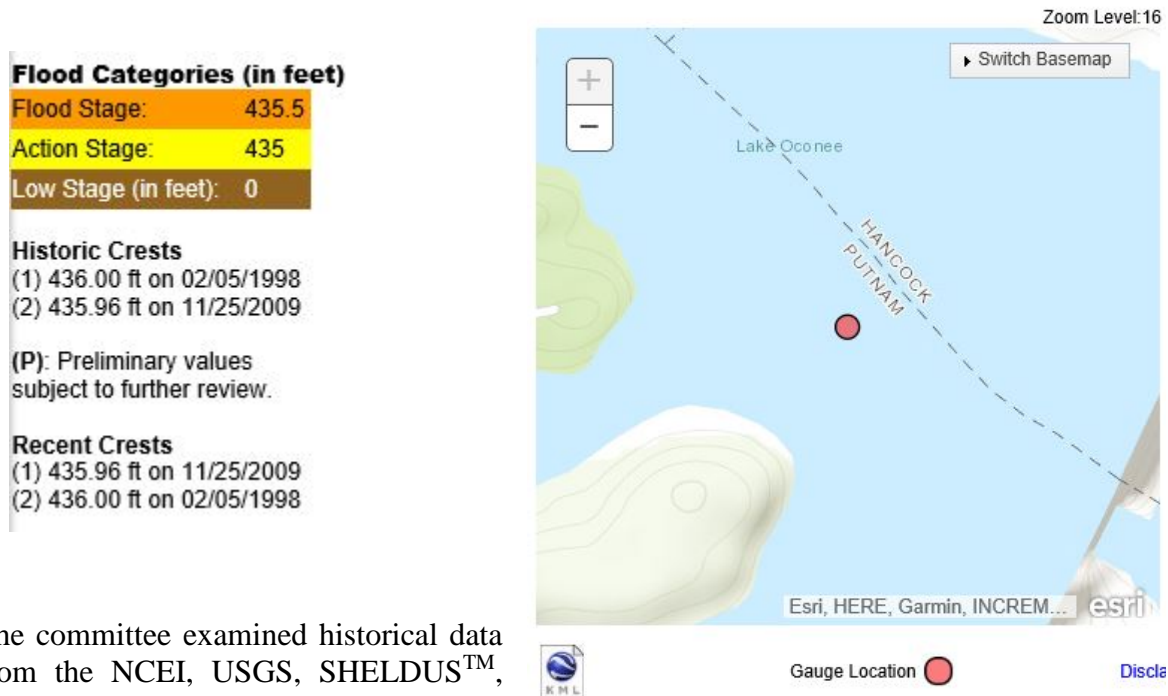 Flood Categories (in feet)
Flood Stage: 435.5
Action Stage: 435
Low Stage (in feet): 0
Historic Crests
(1) 436.00 ft on 02/05/1998
(2) 435.96 ft on 11/25/2009
(P): Preliminary values
subject to further review.
Recent Crests
(1) 435.96 ft on 11/25/2009
(2) 436.00 ft on 02/05/1998
committee examined historical data
the NCEI, USGS, SHELDUS™,
Zoom Level:16
Switch Basemap
Lake Oconee
HANCOCK
PUTNAM
Esri, HERE, Garmin, INCREM...
esri
KML
Gauge Location